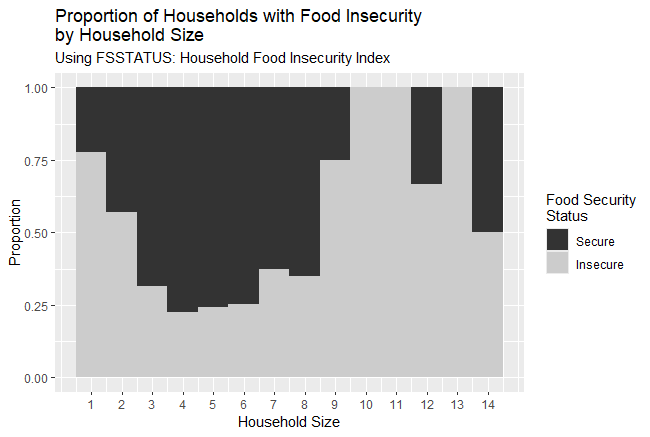 Proportion of Households with Food Insecurity
by Household Size
Using FSSTATUS: Household Food Insecurity Index
1.00
0.75
0.50
0.25
0.00
Proportion
1 2 3 4 5 6 7 8 9 10 11 12 13 14
Household Size
Food Security
Status
Secure
Insecure